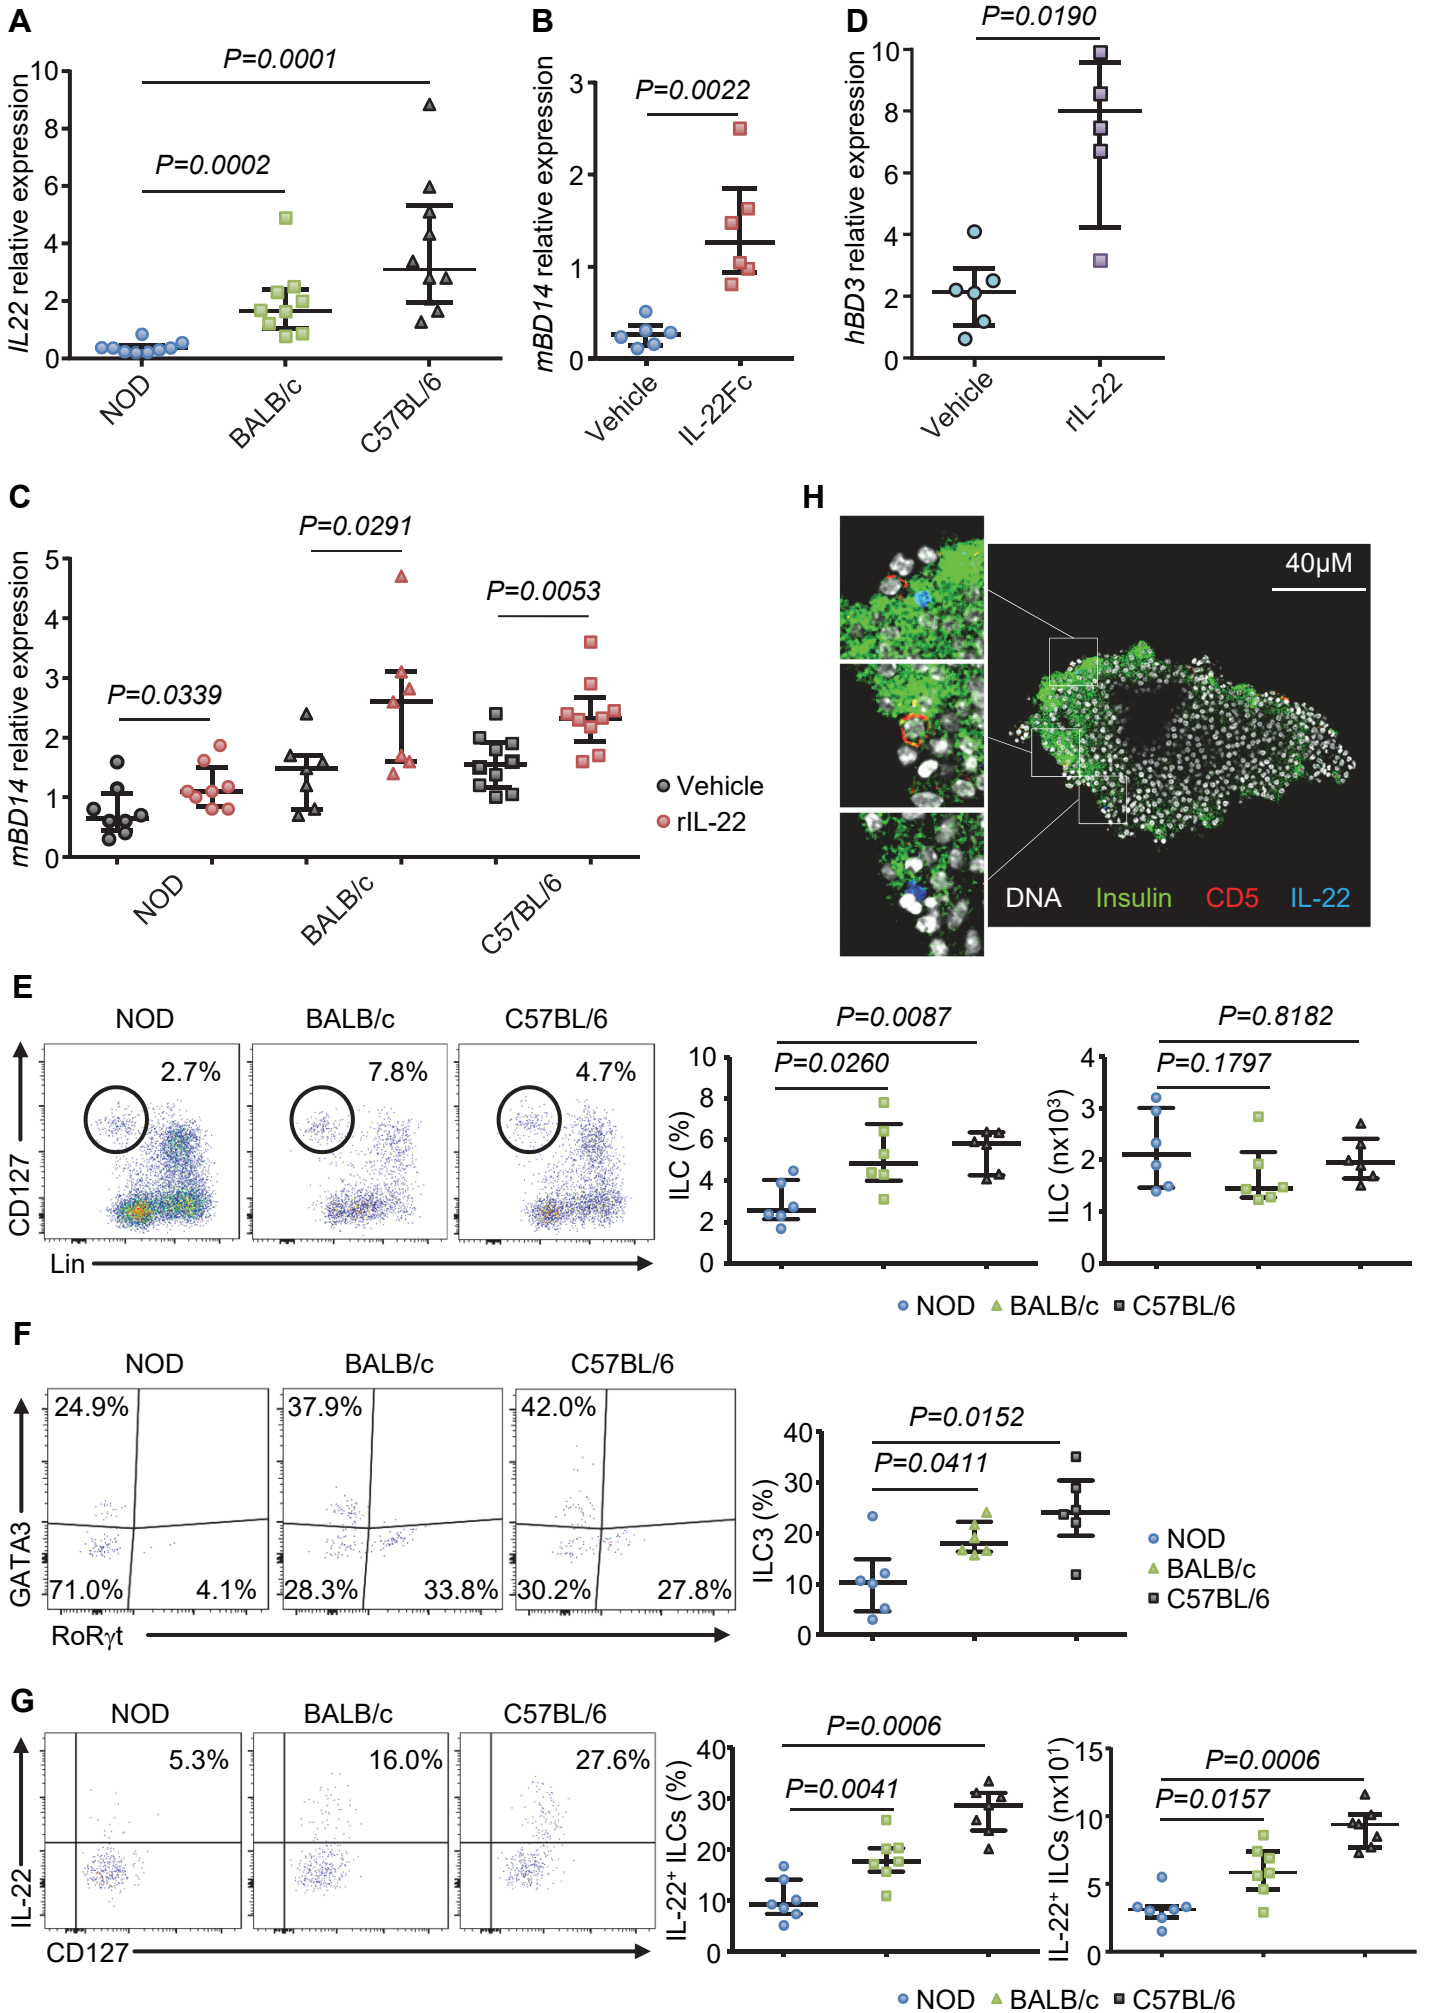 A
IL22 relative expression
10
8
6
4
2
0
P=0.0001
P=0.0002
NOD
BALB/c
C57BL/6
B
mBD14 relative expression
3
2
1
0
P=0.0022
Vehicle
IL-22Fc
D
hBD3 relative expression
10
8
6
4
2
0
P=0.0190
Vehicle
rIL-22
C
mBD14 relative expression
5
4
3
2
1
0
P=0.0339
P=0.0291
P=0.0053
NOD
BALB/c
C57BL/6
Vehicle
rIL-22
H
40µM
DNA Insulin CD5 IL-22
E
NOD BALB/c C57BL/6
2.7% 7.8% 4.7%
CD127
Lin
ILC (%)
10
8
6
4
2
0
P=0.0087
P=0.0260
ILC (nx10³)
4
3
2
1
0
P=0.8182
P=0.1797
NOD BALB/c C57BL/6
F
NOD BALB/c C57BL/6
24.9% 37.9% 42.0%
71.0% 4.1% 28.3% 33.8% 30.2% 27.8%
GATA3
RoRγt
ILC3 (%)
40
30
20
10
0
P=0.0152
P=0.0411
NOD
BALB/c
C57BL/6
G
NOD BALB/c C57BL/6
5.3% 16.0% 27.6%
IL-22
CD127
IL-22⁺ ILCs (%)
40
30
20
10
0
P=0.0006
P=0.0041
IL-22⁺ ILCs (nx10¹)
15
10
5
0
P=0.0006
P=0.0157
NOD BALB/c C57BL/6